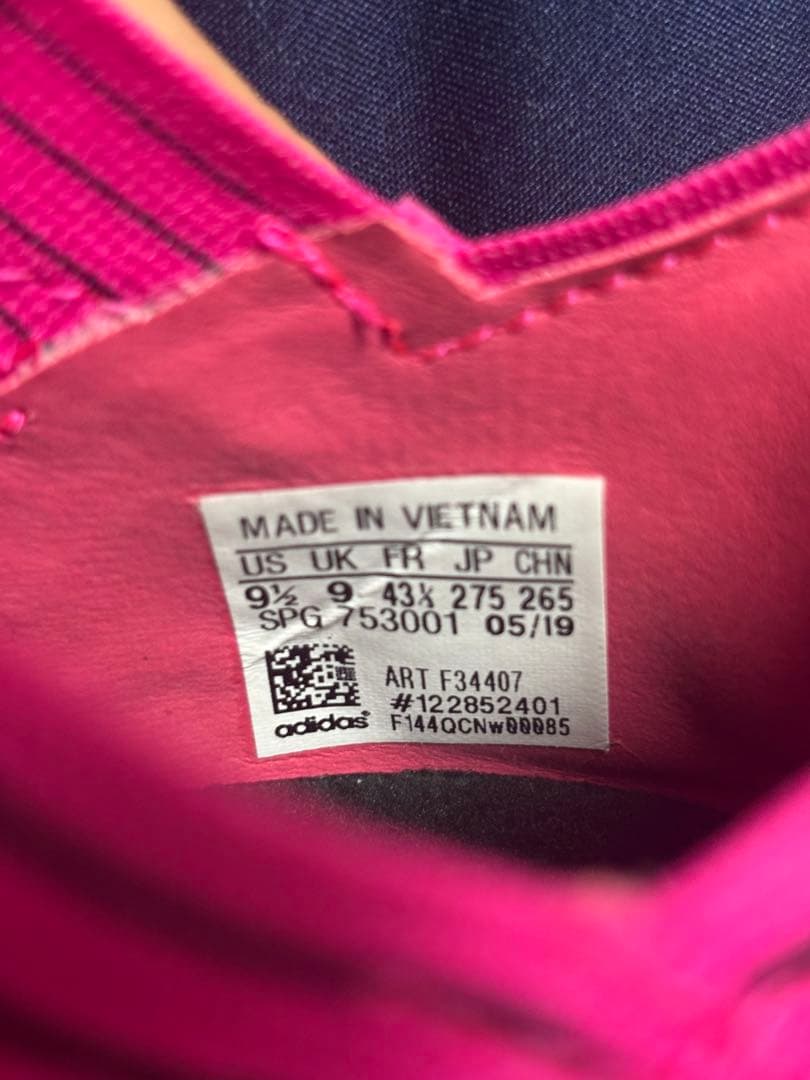 MADE IN VIETNAM
US UK FR JP CHN
9½ 9 43⅓ 275 265
SPG 753001 05/19
ART F34407
#122852401
adidas F144QCNW00085